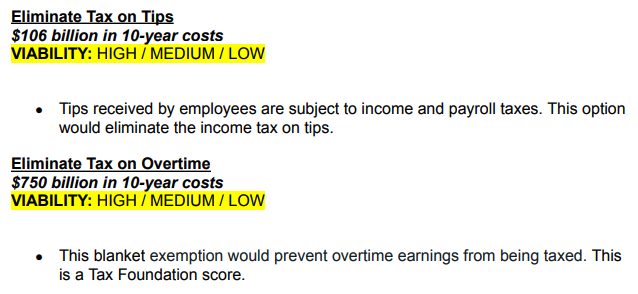 Eliminate Tax on Tips
$106 billion in 10-year costs
VIABILITY: HIGH / MEDIUM / LOW
• Tips received by employees are subject to income and payroll taxes. This option
would eliminate the income tax on tips.
Eliminate Tax on Overtime
$750 billion in 10-year costs
VIABILITY: HIGH / MEDIUM / LOW
• This blanket exemption would prevent overtime earnings from being taxed. This
is a Tax Foundation score.